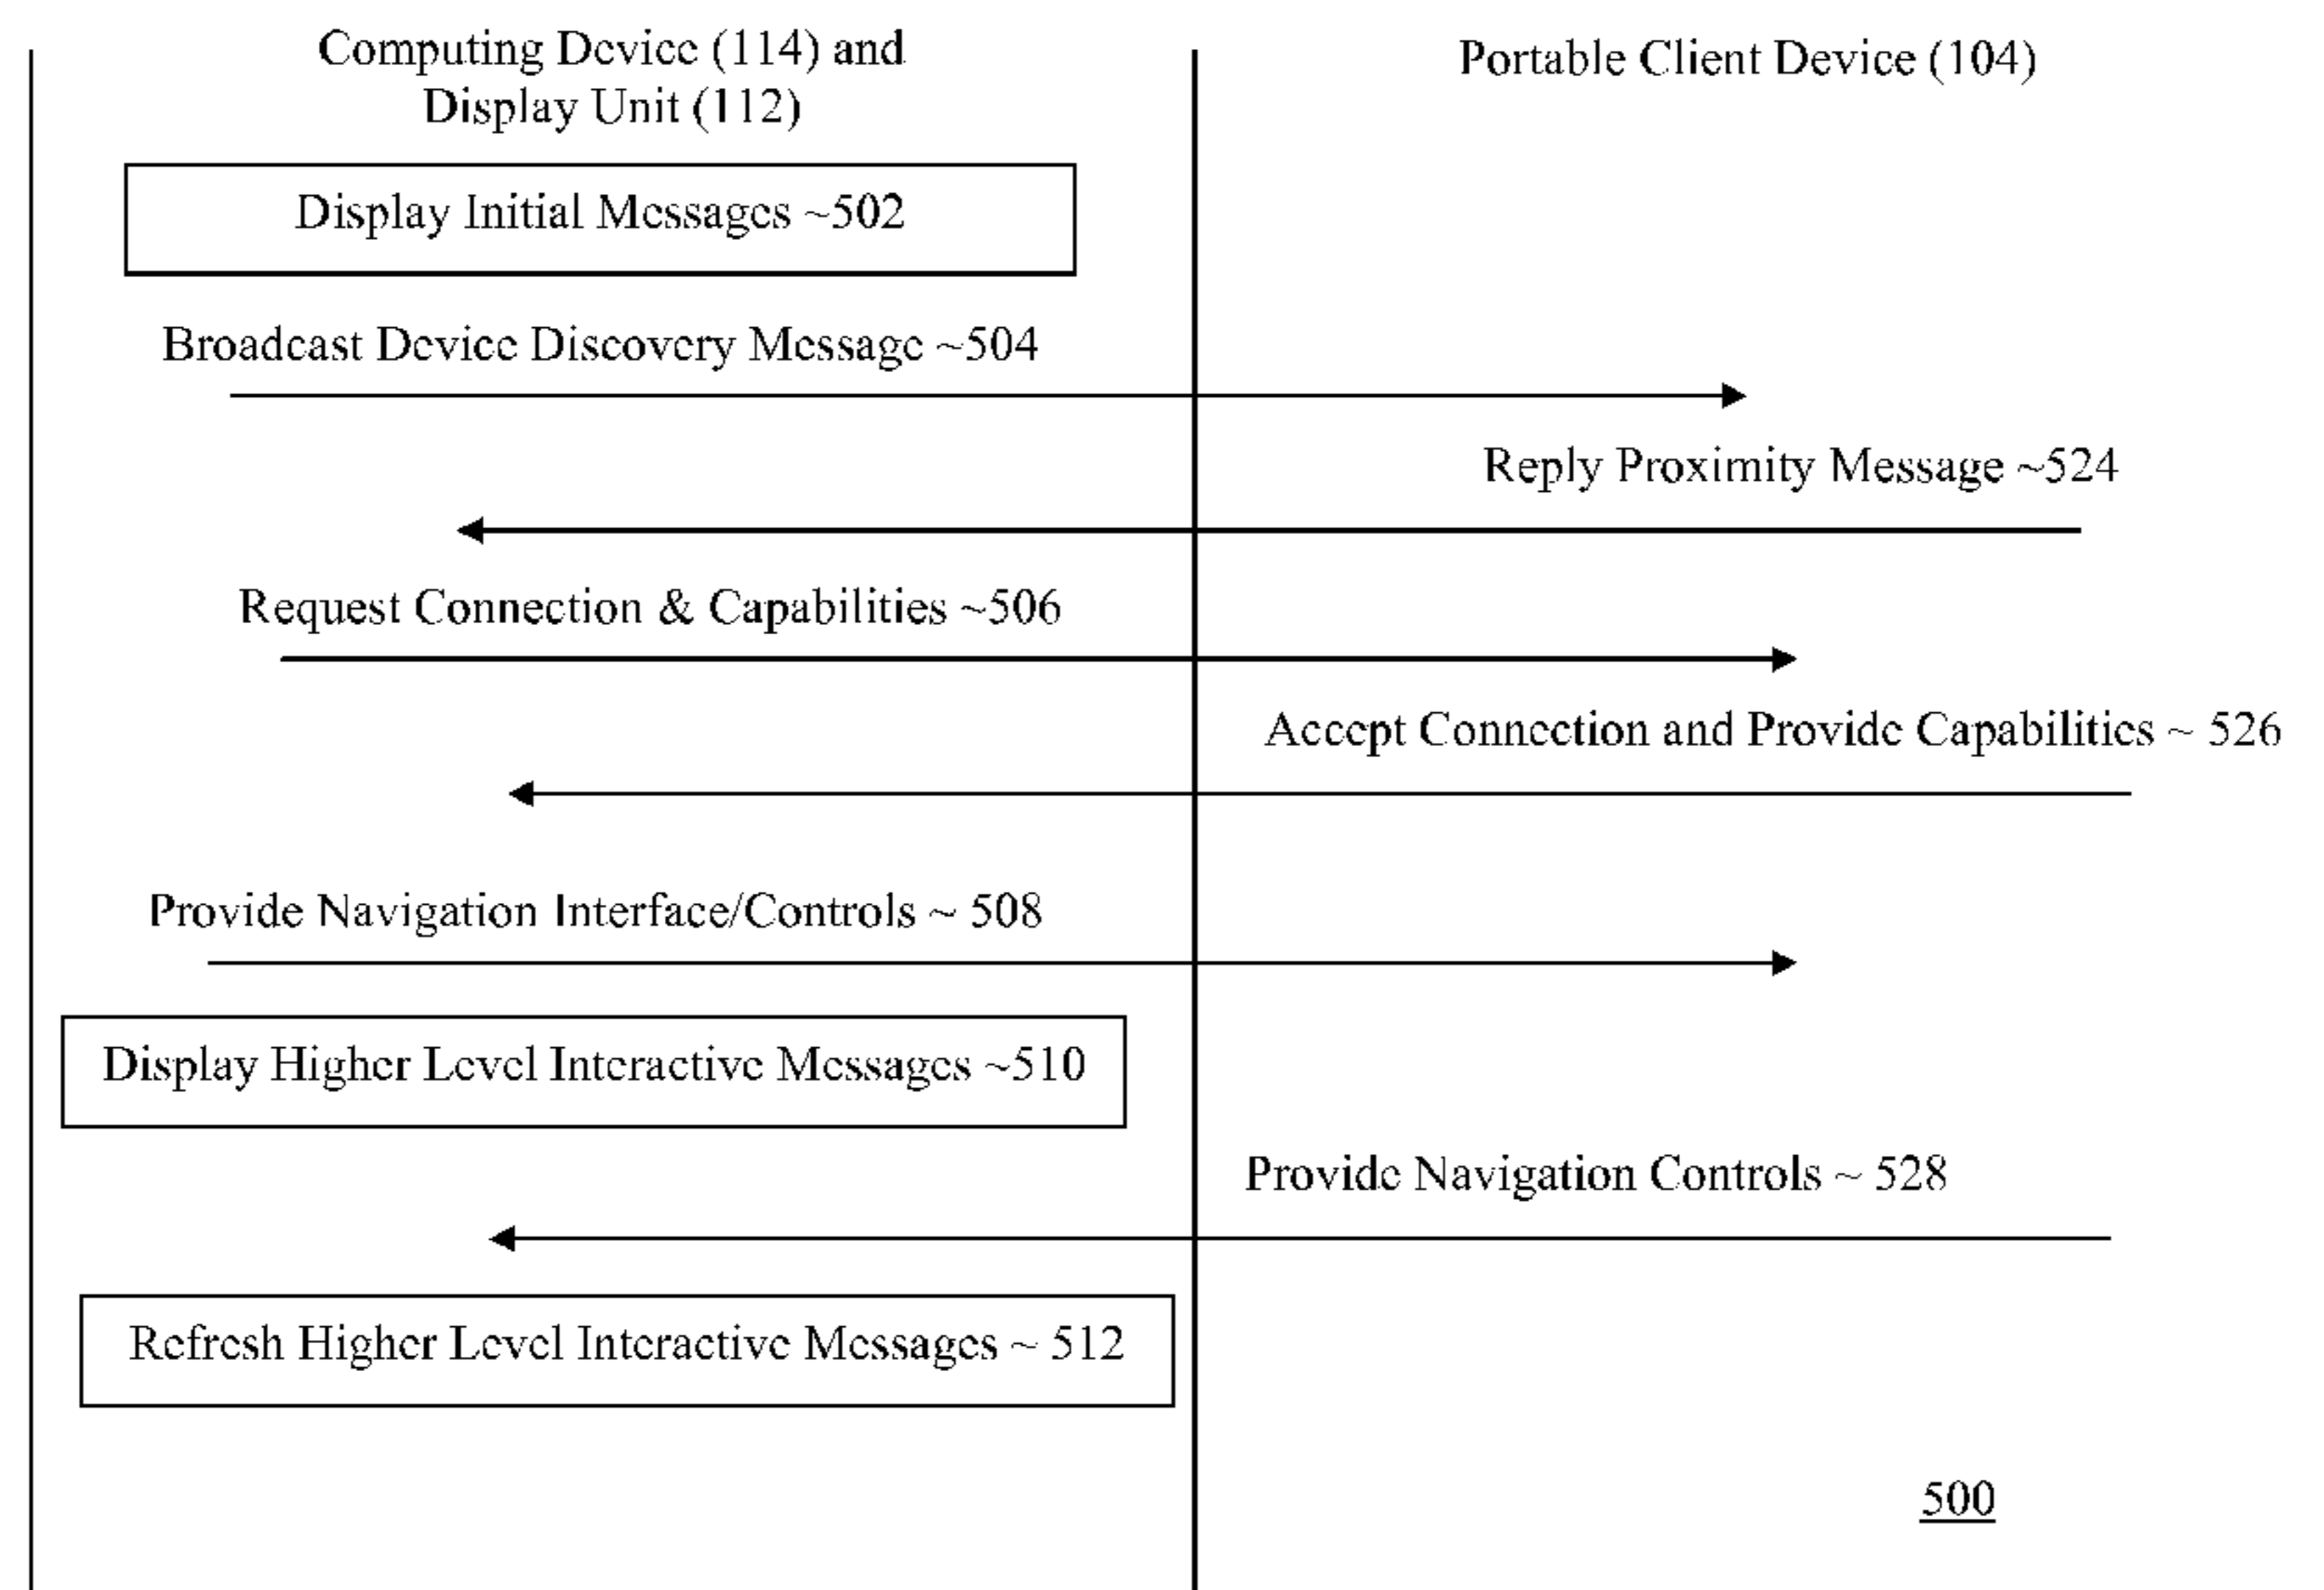 Computing Device (114) and
Display Unit (112)
Portable Client Device (104)
Display Initial Messages ~502
Broadcast Device Discovery Message ~504
Reply Proximity Message ~524
Request Connection & Capabilities ~506
Accept Connection and Provide Capabilities ~ 526
Provide Navigation Interface/Controls ~ 508
Display Higher Level Interactive Messages ~510
Provide Navigation Controls ~ 528
Refresh Higher Level Interactive Messages ~ 512
500